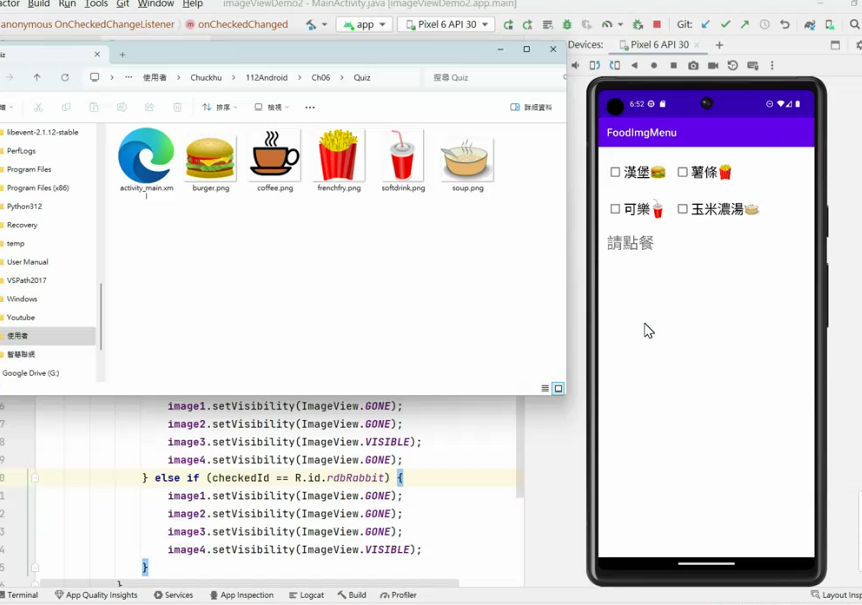 Build Run Tools Git Window Help imageViewDemo2 - MainActivity.java [imageViewDemo2.app.main]
anonymous OnCheckedChangeListener onCheckedChanged app Pixel 6 API 30 Git:
Devices: Pixel 6 API 30
使用者 Chuckhu 112Android Ch06 Quiz 搜尋 Quiz
排序 檢視 詳細資料
libevent-2.1.12-stable
PerfLogs
Program Files
Program Files (x86)
Python312
Recovery
temp
User Manual
VSPath2017
Windows
Youtube
使用者
智慧聯網
Google Drive (G:)
activity_main.xml
burger.png
coffee.png
frenchfry.png
softdrink.png
soup.png
6:52
FoodImgMenu
漢堡 薯條
可樂 玉米濃湯
請點餐
image1.setVisibility(ImageView.GONE);
image2.setVisibility(ImageView.GONE);
image3.setVisibility(ImageView.VISIBLE);
image4.setVisibility(ImageView.GONE);
} else if (checkedId == R.id.rdbRabbit) {
image1.setVisibility(ImageView.GONE);
image2.setVisibility(ImageView.GONE);
image3.setVisibility(ImageView.GONE);
image4.setVisibility(ImageView.VISIBLE);
}
Terminal App Quality Insights Services App Inspection Logcat Build Profiler